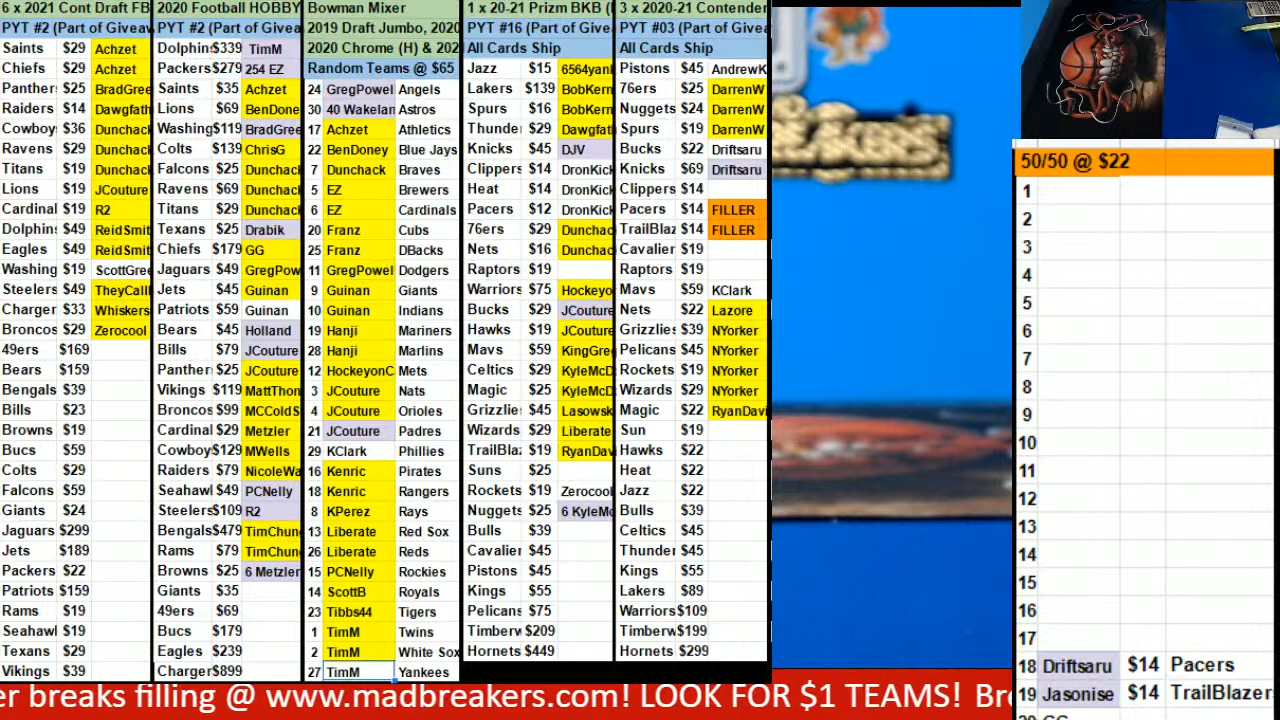 6 x 2021 Cont Draft FB
PYT #2 (Part of Giveav
Saints $29 Achzet
Chiefs $29 Achzet
Panther $25 BradGree
Raiders $14 Dawgfath
Cowboy $36 Dunchack
Ravens $29 Dunchack
Titans $19 Dunchack
Lions $19 JCouture
Cardinal $19 R2
Dolphin $49 ReidSmit
Eagles $49 ReidSmit
Washing $19 ScottGree
Steelers $49 TheyCalll
Charger $33 Whiskers
Broncos $29 Zerocool
49ers $169
Bears $159
Bengals $39
Bills $23
Browns $19
Bucs $59
Colts $29
Falcons $59
Giants $24
Jaguars $299
Jets $189
Packers $22
Patriots $159
Rams $19
Seahawl $19
Texans $29
Vikings $39
2020 Football HOBBY
PYT #2 (Part of Givea
Dolphin $339 TimM
Packers $279 254 EZ
Saints $35 Achzet
Lions $69 BenDone
Washing $119 BradGree
Colts $139 ChrisG
Falcons $25 Dunchack
Ravens $69 Dunchack
Titans $29 Dunchack
Texans $25 Drabik
Chiefs $179 GG
Jaguars $49 GregPow
Jets $45 Guinan
Patriots $59 Guinan
Bears $45 Holland
Bills $79 JCouture
Panther $25 JCouture
Vikings $119 MattThon
Broncos $99 MCColdS
Cardinal $29 Metzler
Cowboy $129 MWells
Raiders $79 NicoleWa
Seahawl $49 PCNelly
Steelers $109 R2
Bengals $479 TimChun
Rams $79 TimChun
Browns $25 6 Metzler
Giants $35
49ers $69
Bucs $179
Eagles $239
Charger $899
Bowman Mixer
2019 Draft Jumbo, 2020
2020 Chrome (H) & 202
Random Teams @ $65
24 GregPowel Angels
30 40 Wakelan Astros
17 Achzet Athletics
22 BenDoney Blue Jays
7 Dunchack Braves
5 EZ Brewers
6 EZ Cardinals
20 Franz Cubs
25 Franz DBacks
11 GregPowel Dodgers
9 Guinan Giants
10 Guinan Indians
19 Hanji Mariners
28 Hanji Marlins
12 HockeyonC Mets
3 JCouture Nats
4 JCouture Orioles
21 JCouture Padres
29 KClark Phillies
16 Kenric Pirates
18 Kenric Rangers
8 KPerez Rays
13 Liberate Red Sox
26 Liberate Reds
15 PCNelly Rockies
14 ScottB Royals
23 Tibbs44 Tigers
1 TimM Twins
2 TimM White Sox
27 TimM Yankees
1 x 20-21 Prizm BKB (
PYT #16 (Part of Give
All Cards Ship
Jazz $15 6564yanl
Lakers $139 BobKern
Spurs $16 BobKern
Thunde $29 Dawgfatl
Knicks $45 DJV
Clippers $14 DronKick
Heat $14 DronKick
Pacers $12 DronKick
76ers $29 Dunchac
Nets $16 Dunchac
Raptors $19
Warriors $75 Hockeyo
Bucks $29 JCouture
Hawks $19 JCouture
Mavs $59 KingGre
Celtics $29 KyleMcD
Magic $25 KyleMcD
Grizzlie $45 Lasowsk
Wizards $29 Liberate
TrailBlaz $19 RyanDav
Suns $25
Rockets $19 Zerocool
Nuggets $25 6 KyleMc
Bulls $39
Cavalier $45
Pistons $45
Kings $55
Pelicans $75
Timberw $209
Hornets $449
3 x 2020-21 Contender
PYT #03 (Part of Give
All Cards Ship
Pistons $45 AndrewK
76ers $25 DarrenW
Nuggets $24 DarrenW
Spurs $19 DarrenW
Bucks $22 Driftsaru
Knicks $69 Driftsaru
Clippers $14
Pacers $14 FILLER
TrailBlaz $14 FILLER
Cavalier $19
Raptors $19
Mavs $59 KClark
Nets $22 Lazore
Grizzlies $39 NYorker
Pelicans $45 NYorker
Rockets $19 NYorker
Wizards $29 NYorker
Magic $22 RyanDavi
Sun $19
Hawks $22
Heat $22
Jazz $22
Bulls $39
Celtics $45
Thunde $45
Kings $55
Lakers $89
Warriors $109
Timberw $199
Hornets $299
50/50 @ $22
1
2
3
4
5
6
7
8
9
10
11
12
13
14
15
16
17
18 Driftsaru $14 Pacers
19 Jasonise $14 TrailBlazer
er breaks filling @ www.madbreakers.com! LOOK FOR $1 TEAMS! Bre